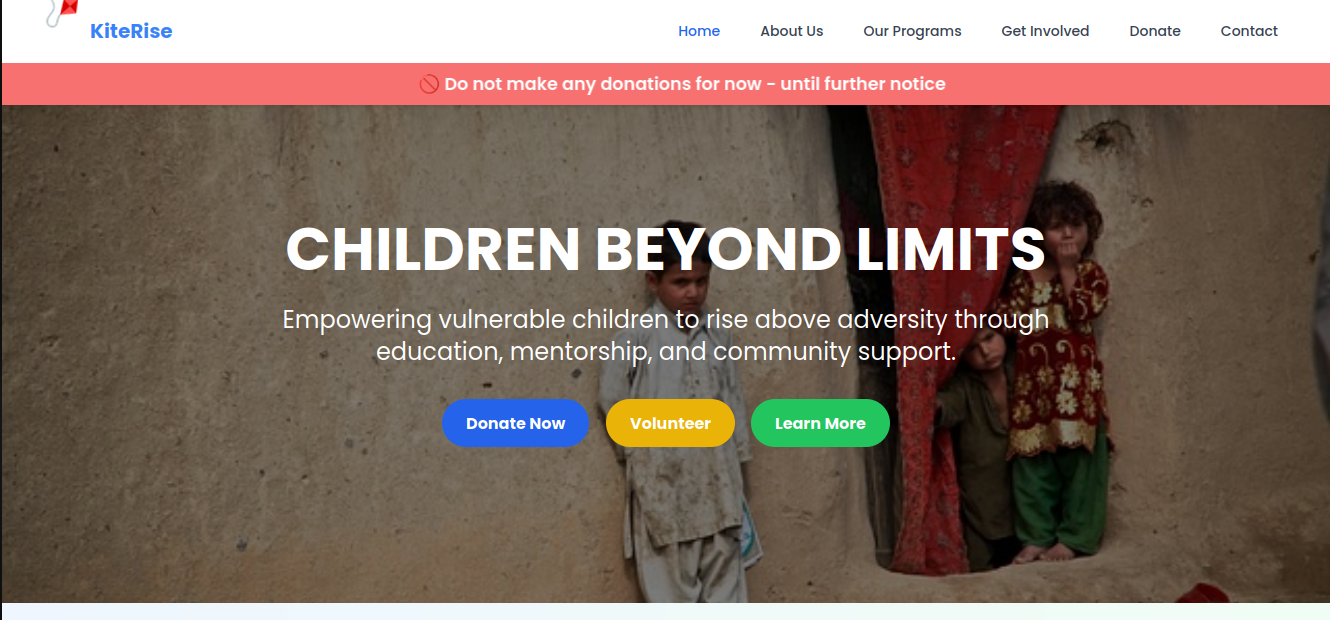 KiteRise
Home About Us Our Programs Get Involved Donate Contact
🚫 Do not make any donations for now - until further notice
CHILDREN BEYOND LIMITS
Empowering vulnerable children to rise above adversity through
education, mentorship, and community support.
Donate Now Volunteer Learn More